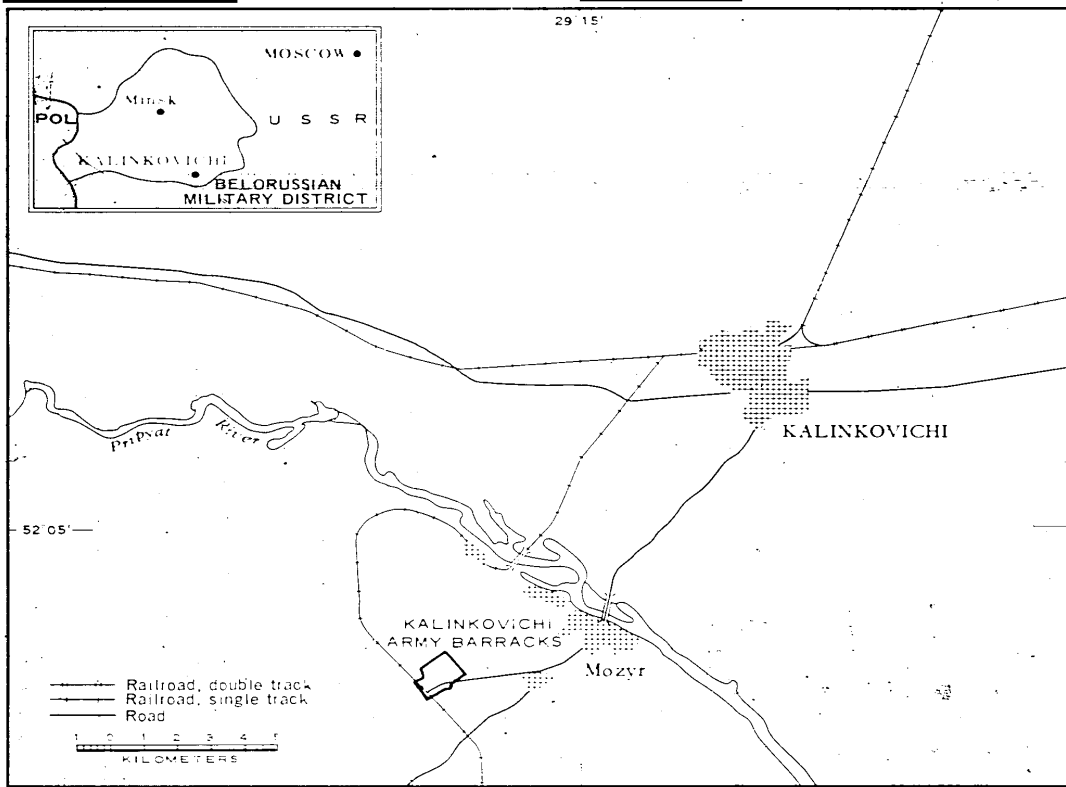 29°15'
MOSCOW
Minsk
POL
U S S R
KALINKOVICHI
BELORUSSIAN
MILITARY DISTRICT
Pripyat River
KALINKOVICHI
52°05'
KALINKOVICHI
ARMY BARRACKS
Mozyr
Railroad, double track
Railroad, single track
Road
1 0 1 2 3 4 5
KILOMETERS